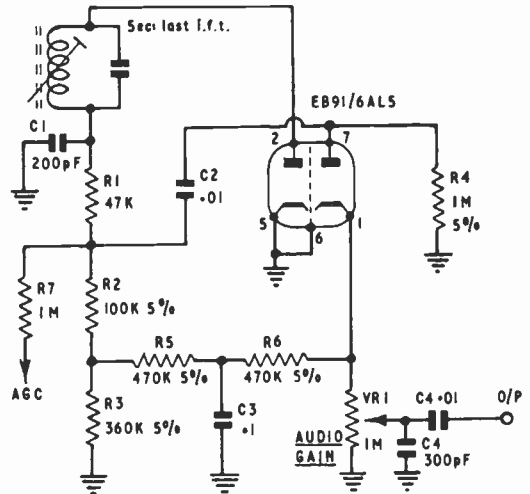 Sec: last i.f.t.
EB91/6AL5
C1
200pF
2
7
C2
·01
R4
1M
5%
R1
47K
5
6
1
R7
1M
R2
100K 5%
AGC
R5
470K 5%
R6
470K 5%
R3
360K 5%
C3
·1
VR1
1M
AUDIO
GAIN
C4 ·01
O/P
C4
300pF